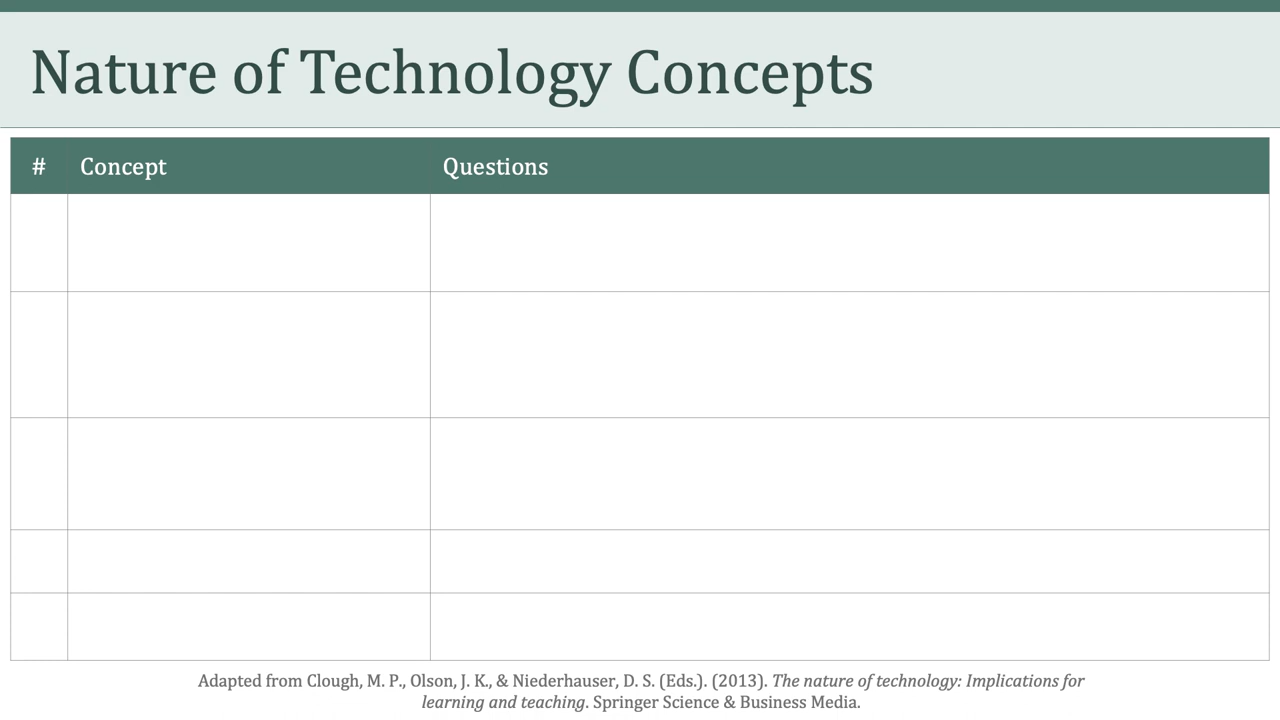 Nature of Technology Concepts
# Concept Questions
Adapted from Clough, M. P., Olson, J. K., & Niederhauser, D. S. (Eds.). (2013). The nature of technology: Implications for
learning and teaching. Springer Science & Business Media.